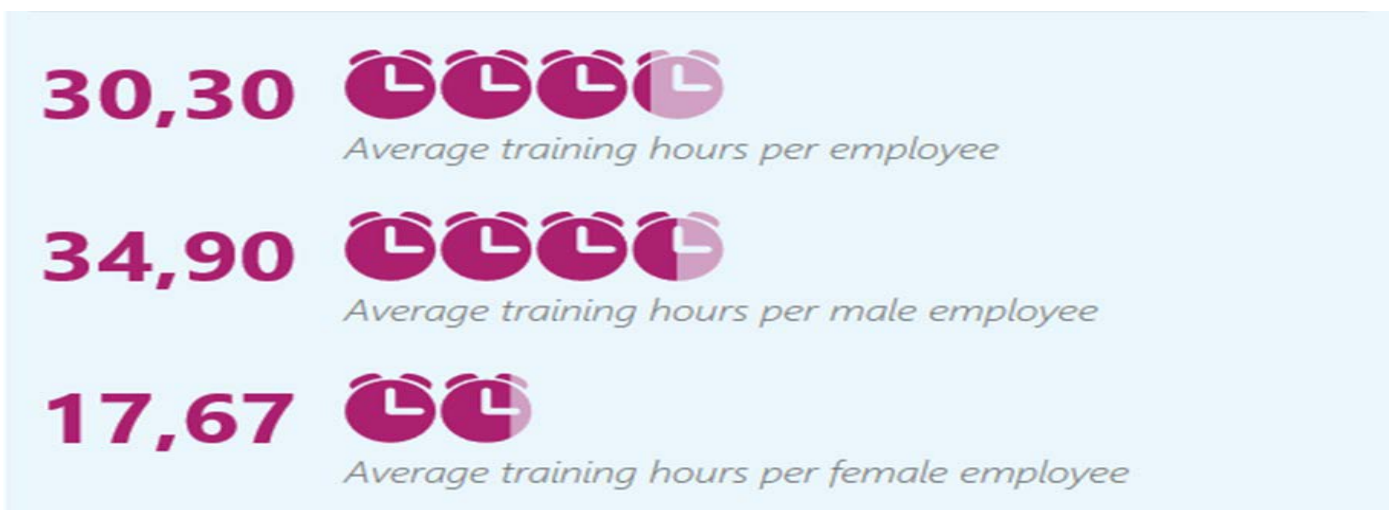 30,30
Average training hours per employee
34,90
Average training hours per male employee
17,67
Average training hours per female employee